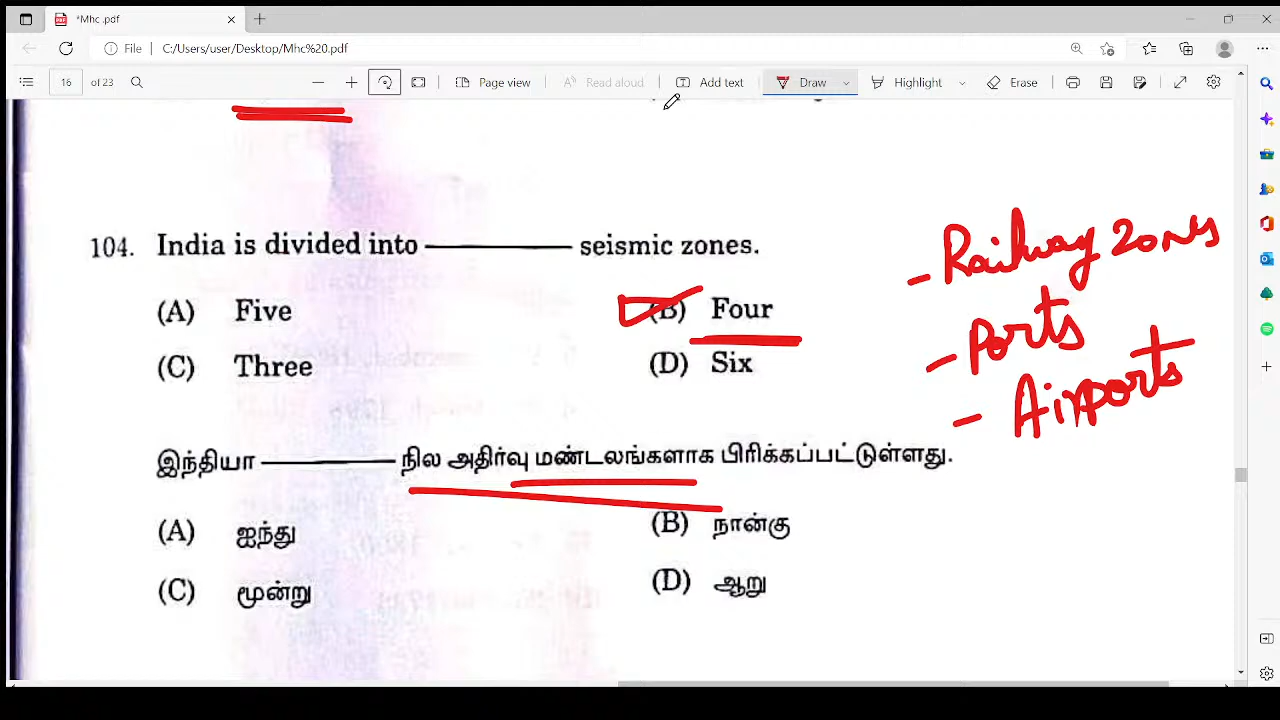 *Mhc .pdf
File
C:/Users/user/Desktop/Mhc%20.pdf
16 of 23
Page view
Read aloud
Add text
Draw
Highlight
Erase
104. India is divided into ———— seismic zones.
(A) Five
(B) Four
(C) Three
(D) Six
- Railway zones
- Ports
- Airports
இந்தியா ———— நில அதிர்வு மண்டலங்களாக பிரிக்கப்பட்டுள்ளது.
(A) ஐந்து
(B) நான்கு
(C) மூன்று
(D) ஆறு